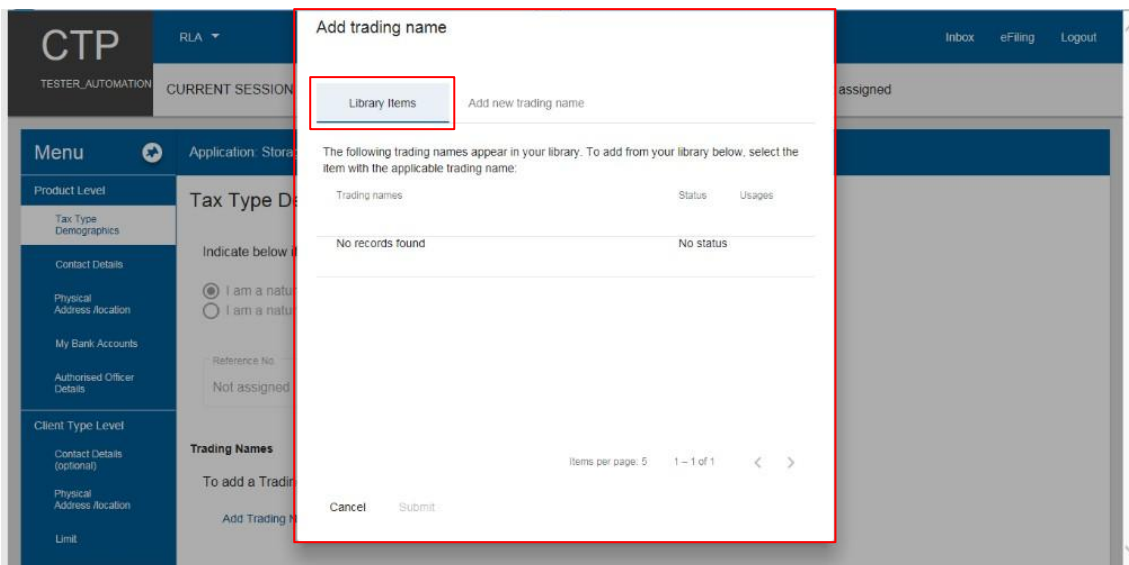 CTP
TESTER_AUTOMATION
RLA
Inbox
eFiling
Logout
CURRENT SESSION
assigned
Menu
Product Level
Tax Type
Demographics
Contact Details
Physical
Address /location
My Bank Accounts
Authorised Officer
Details
Client Type Level
Contact Details
(optional)
Physical
Address /location
Limit
Application: Stora
Tax Type De
Indicate below if
I am a natu
I am a natu
Reference No
Not assigned
Trading Names
To add a Tradin
Add Trading N
Add trading name
Library Items
Add new trading name
The following trading names appear in your library. To add from your library below, select the
item with the applicable trading name:
Trading names
Status
Usages
No records found
No status
Items per page: 5
1 – 1 of 1
Cancel
Submit